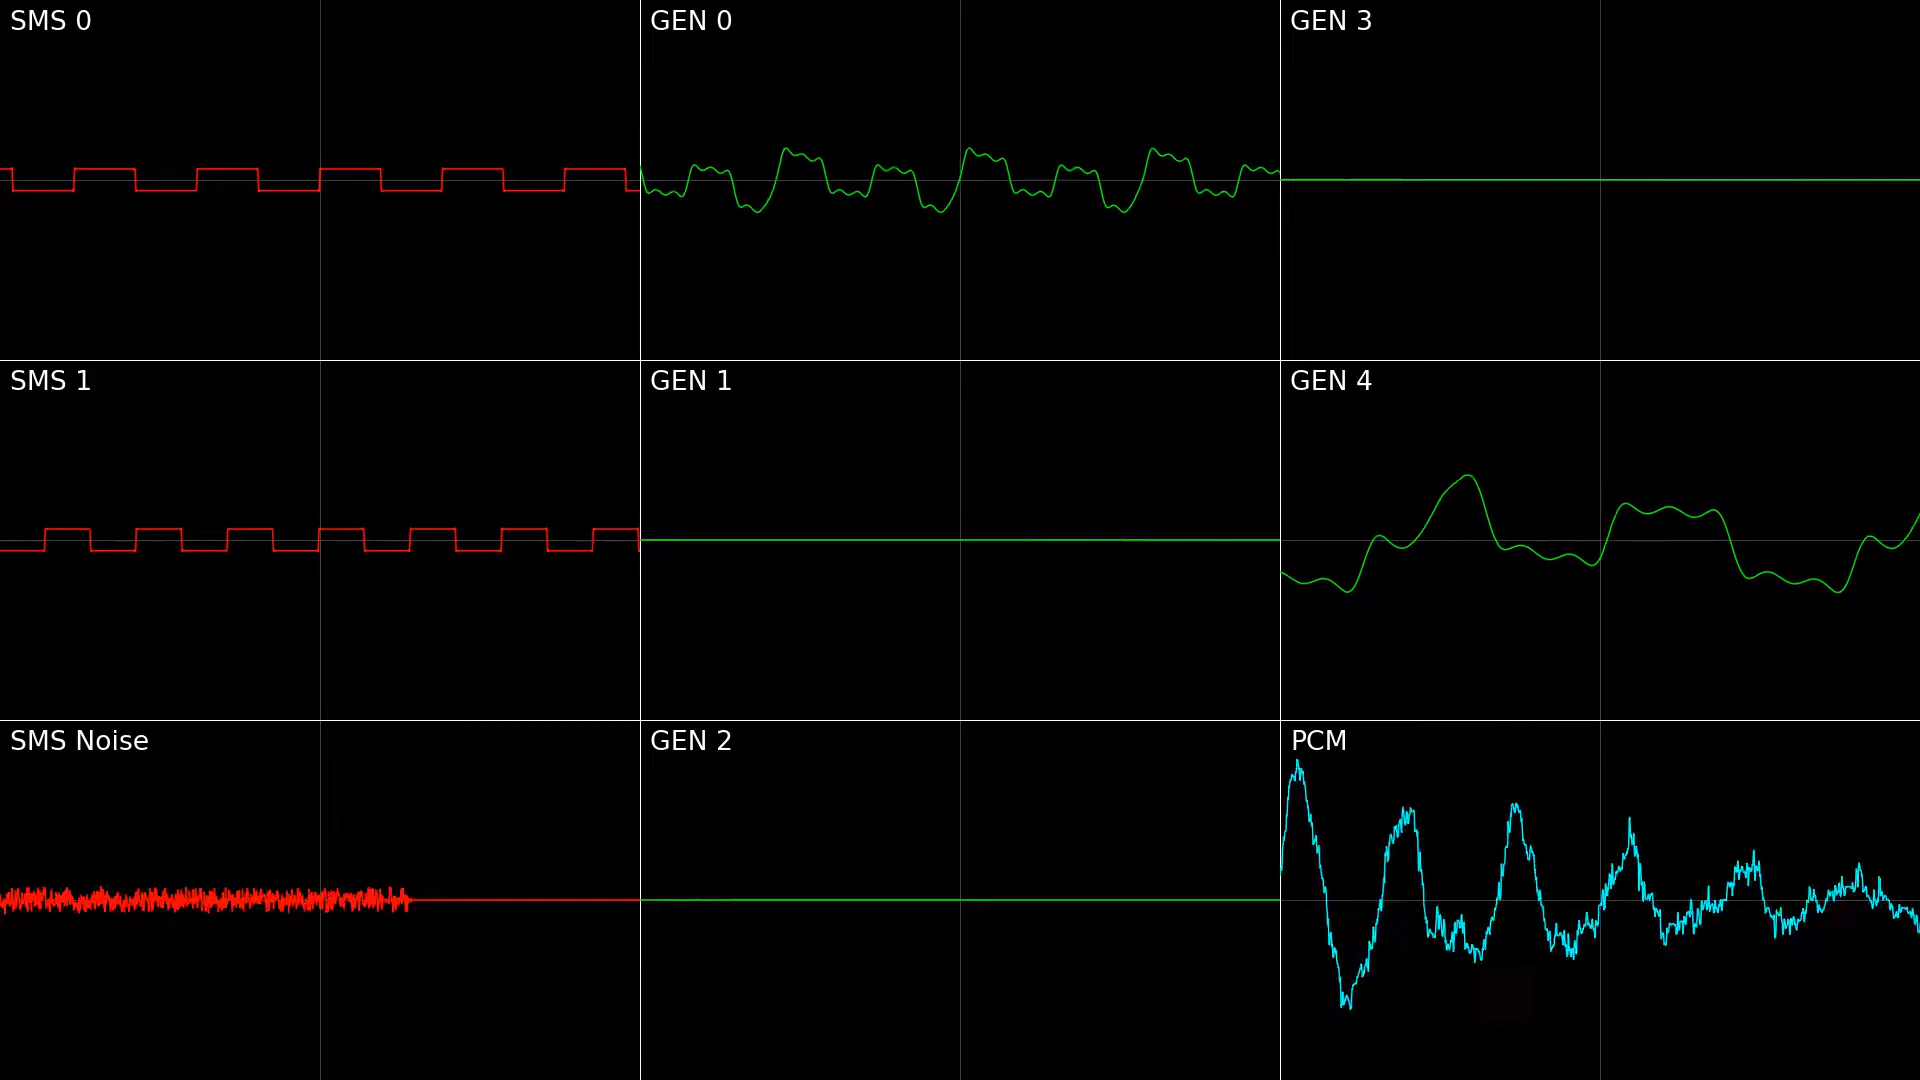 SMS 0
GEN 0
GEN 3
SMS 1
GEN 1
GEN 4
SMS Noise
GEN 2
PCM